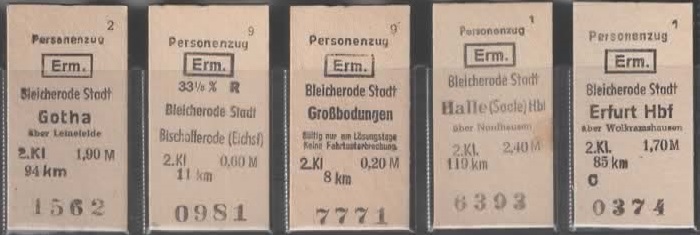 2
Personenzug
Erm.
Bleicherode Stadt
Gotha
über Leinefelde
2.Kl 1,90 M
94 km
1562
9
Personenzug
Erm.
33⅓ % R
Bleicherode Stadt
Bischofferode (Eichsf)
2.Kl 0,00 M
11 km
0981
9
Personenzug
Erm.
Bleicherode Stadt
Großbodungen
Gültig nur am Lösungstage
Keine Fahrtunterbrechung
2.Kl 0,20 M
8 km
7771
1
Personenzug
Erm.
Bleicherode Stadt
Halle (Saale) Hbf
über Nordhausen
2.Kl. 2,40 M
119 km
6393
1
Personenzug
Erm.
Bleicherode Stadt
Erfurt Hbf
über Wolkramshausen
2.Kl. 1,70 M
85 km
C
0374